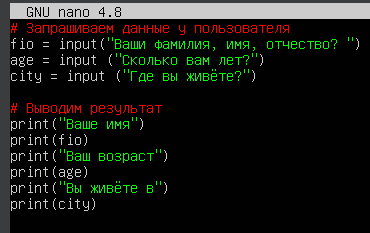 GNU nano 4.8
# Запрашиваем данные у пользователя
fio = input("Ваши фамилия, имя, отчество? ")
age = input ("Сколько вам лет?")
city = input ("Где вы живёте?")
# Выводим результат
print("Ваше имя")
print(fio)
print("Ваш возраст")
print(age)
print("Вы живёте в")
print(city)